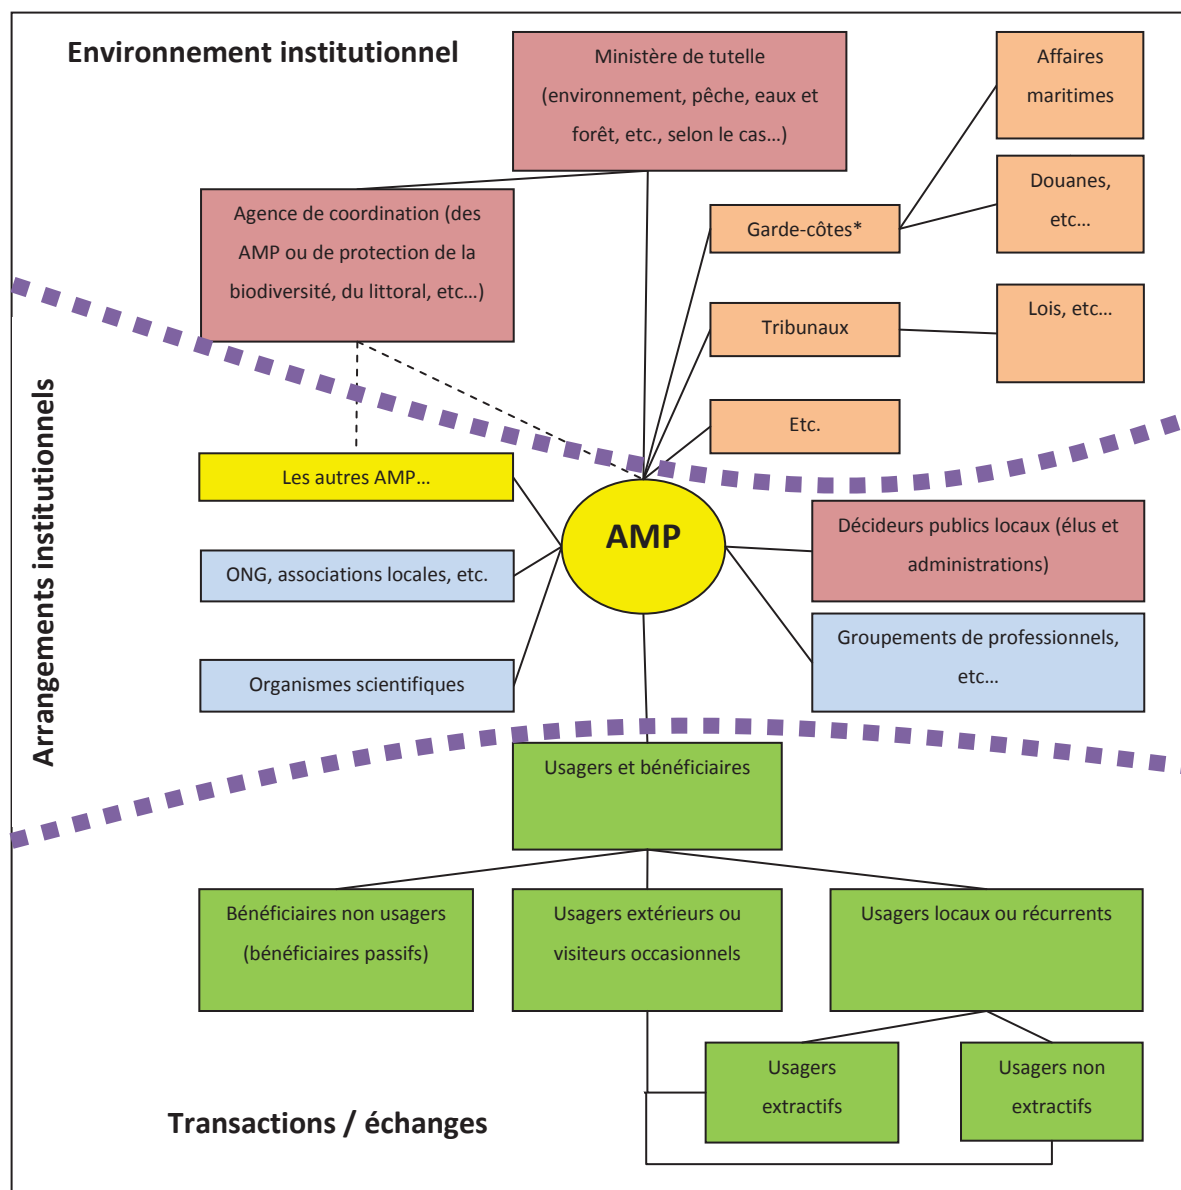 Environnement institutionnel
Ministère de tutelle
(environnement, pêche, eaux et
forêt, etc., selon le cas...)
Affaires
maritimes
Agence de coordination (des
AMP ou de protection de la
biodiversité, du littoral, etc...)
Garde-côtes*
Douanes,
etc...
Tribunaux
Lois, etc...
Etc.
Arrangements institutionnels
Les autres AMP...
AMP
ONG, associations locales, etc.
Organismes scientifiques
Décideurs publics locaux (élus et
administrations)
Groupements de professionnels,
etc...
Usagers et bénéficiaires
Bénéficiaires non usagers
(bénéficiaires passifs)
Usagers extérieurs ou
visiteurs occasionnels
Usagers locaux ou récurrents
Usagers
extractifs
Usagers non
extractifs
Transactions / échanges